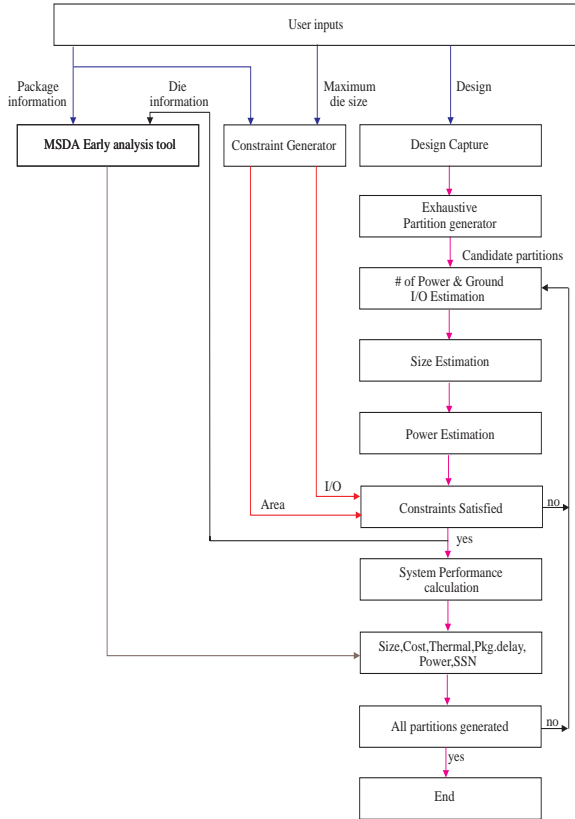 User inputs
Package
information
Die
information
Maximum
die size
Design
MSDA Early analysis tool
Constraint Generator
Design Capture
Exhaustive
Partition generator
Candidate partitions
# of Power & Ground
I/O Estimation
Size Estimation
Power Estimation
I/O
Area
Constraints Satisfied
no
yes
System Performance
calculation
Size,Cost,Thermal,Pkg.delay,
Power,SSN
All partitions generated
no
yes
End